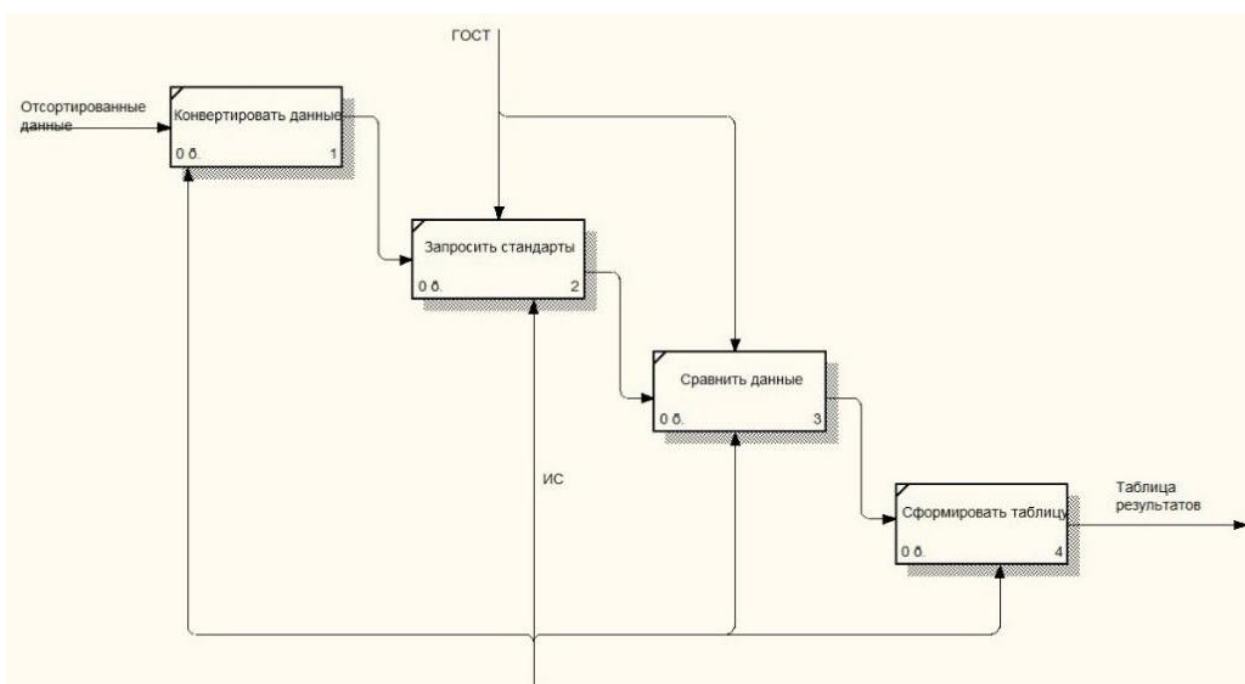 ГОСТ
Отсортированные
данные
Конвертировать данные
0 б.
1
Запросить стандарты
0 б.
2
Сравнить данные
0 б.
3
ИС
Таблица
результатов
Сформировать таблицу
0 б.
4